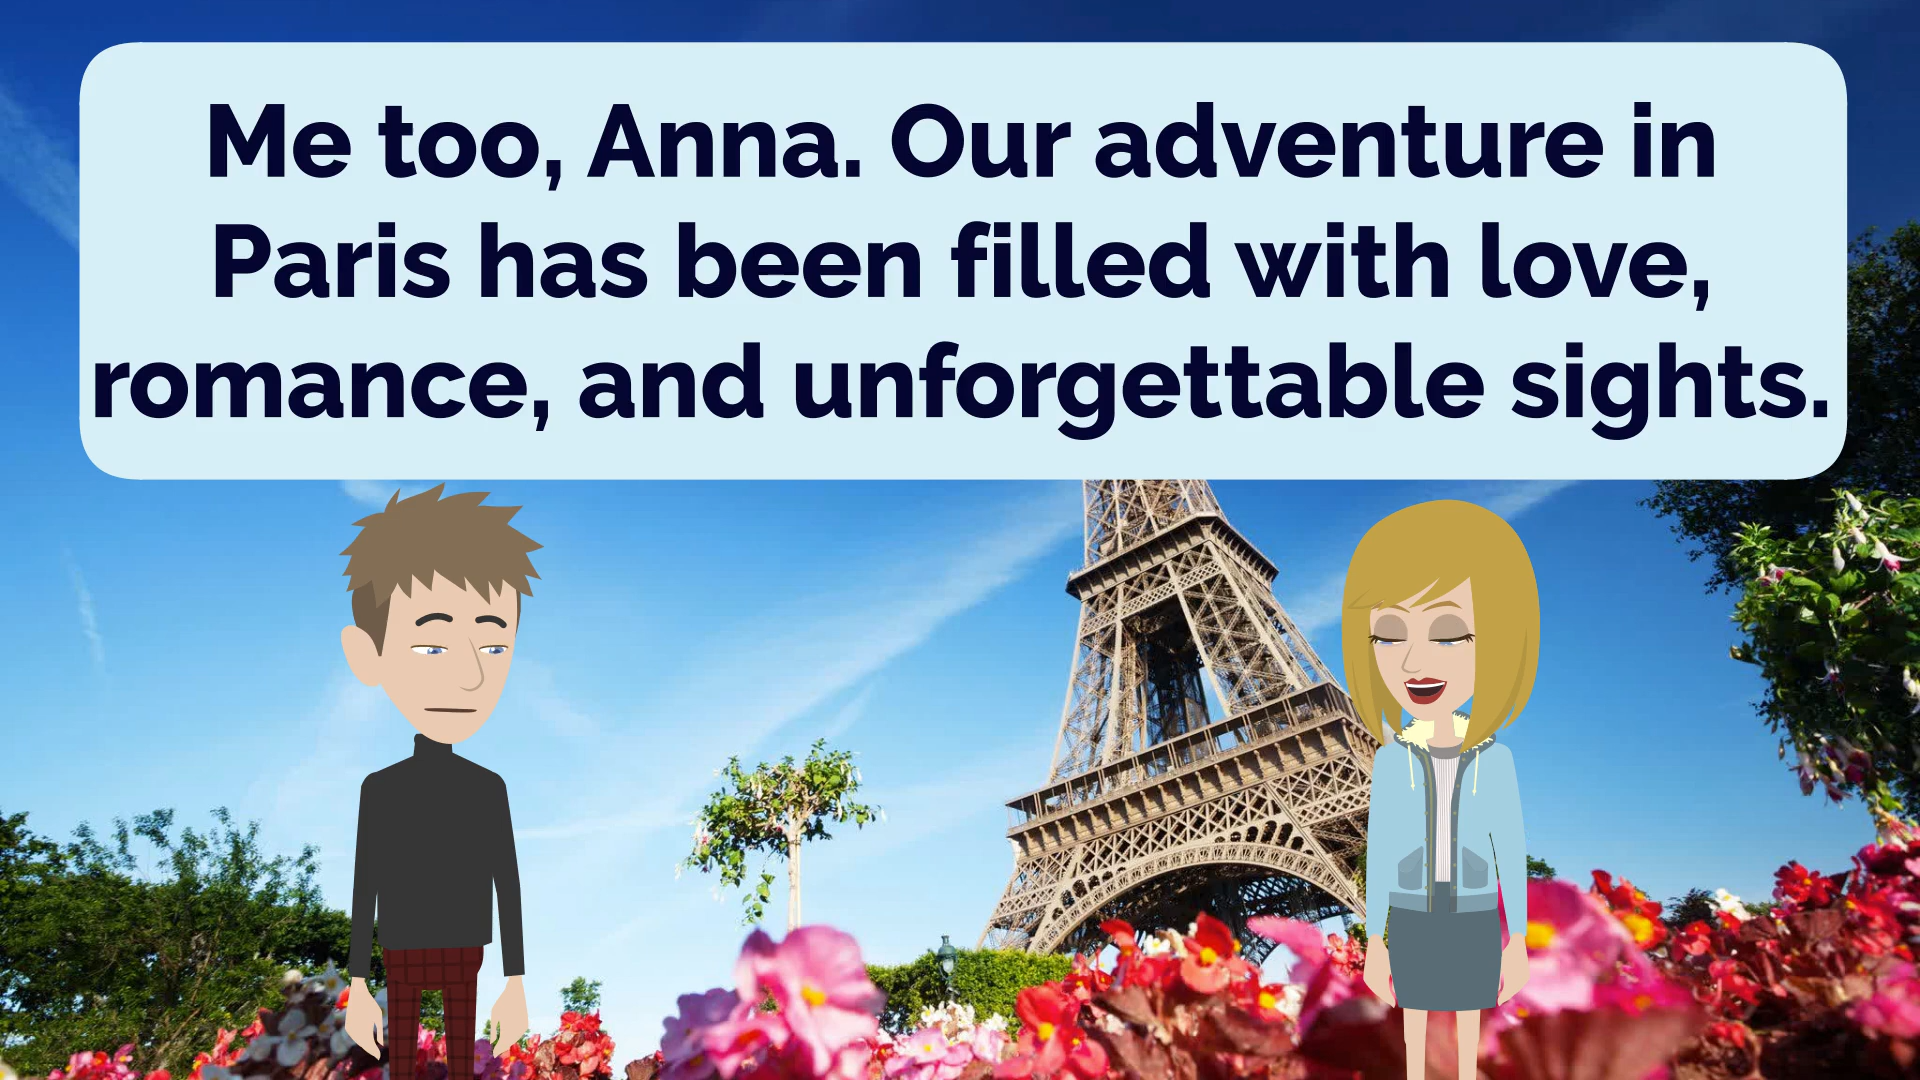 Me too, Anna. Our adventure in
Paris has been filled with love,
romance, and unforgettable sights.